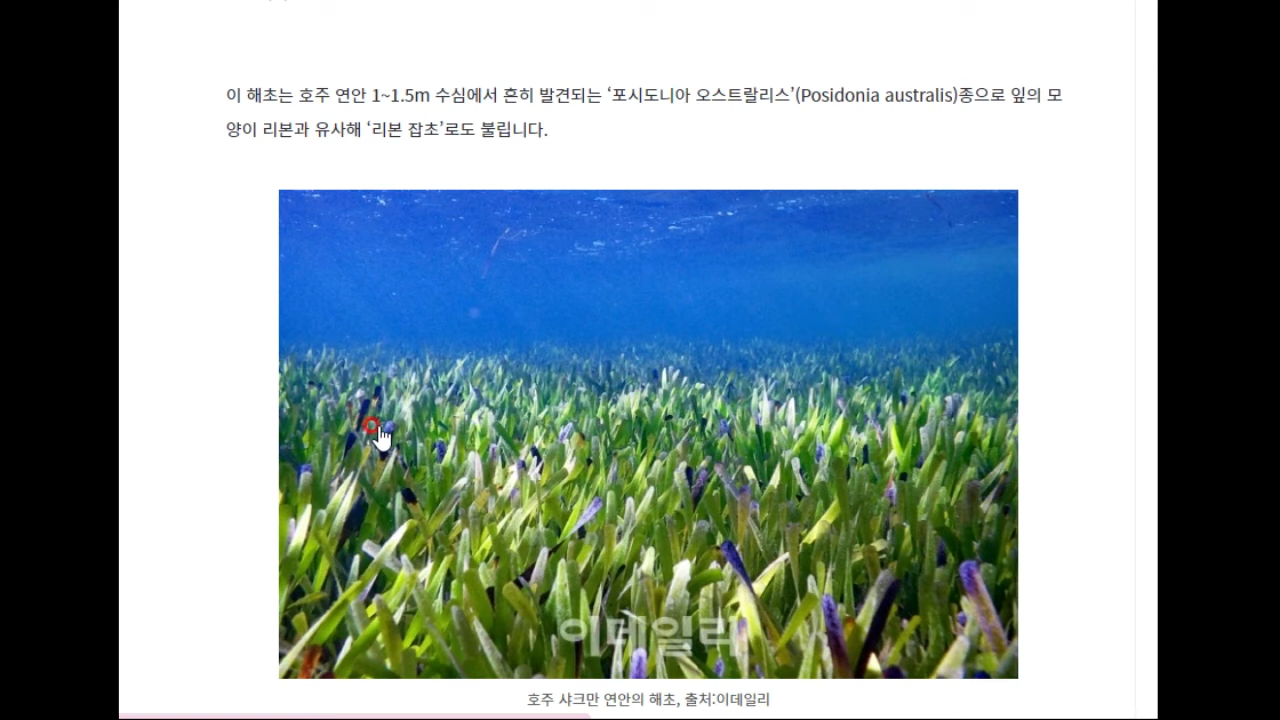 이 해초는 호주 연안 1~1.5m 수심에서 흔히 발견되는 ‘포시도니아 오스트랄리스’(Posidonia australis)종으로 잎의 모
양이 리본과 유사해 ‘리본 잡초’로도 불립니다.
이데일리
호주 샤크만 연안의 해초, 출처:이데일리